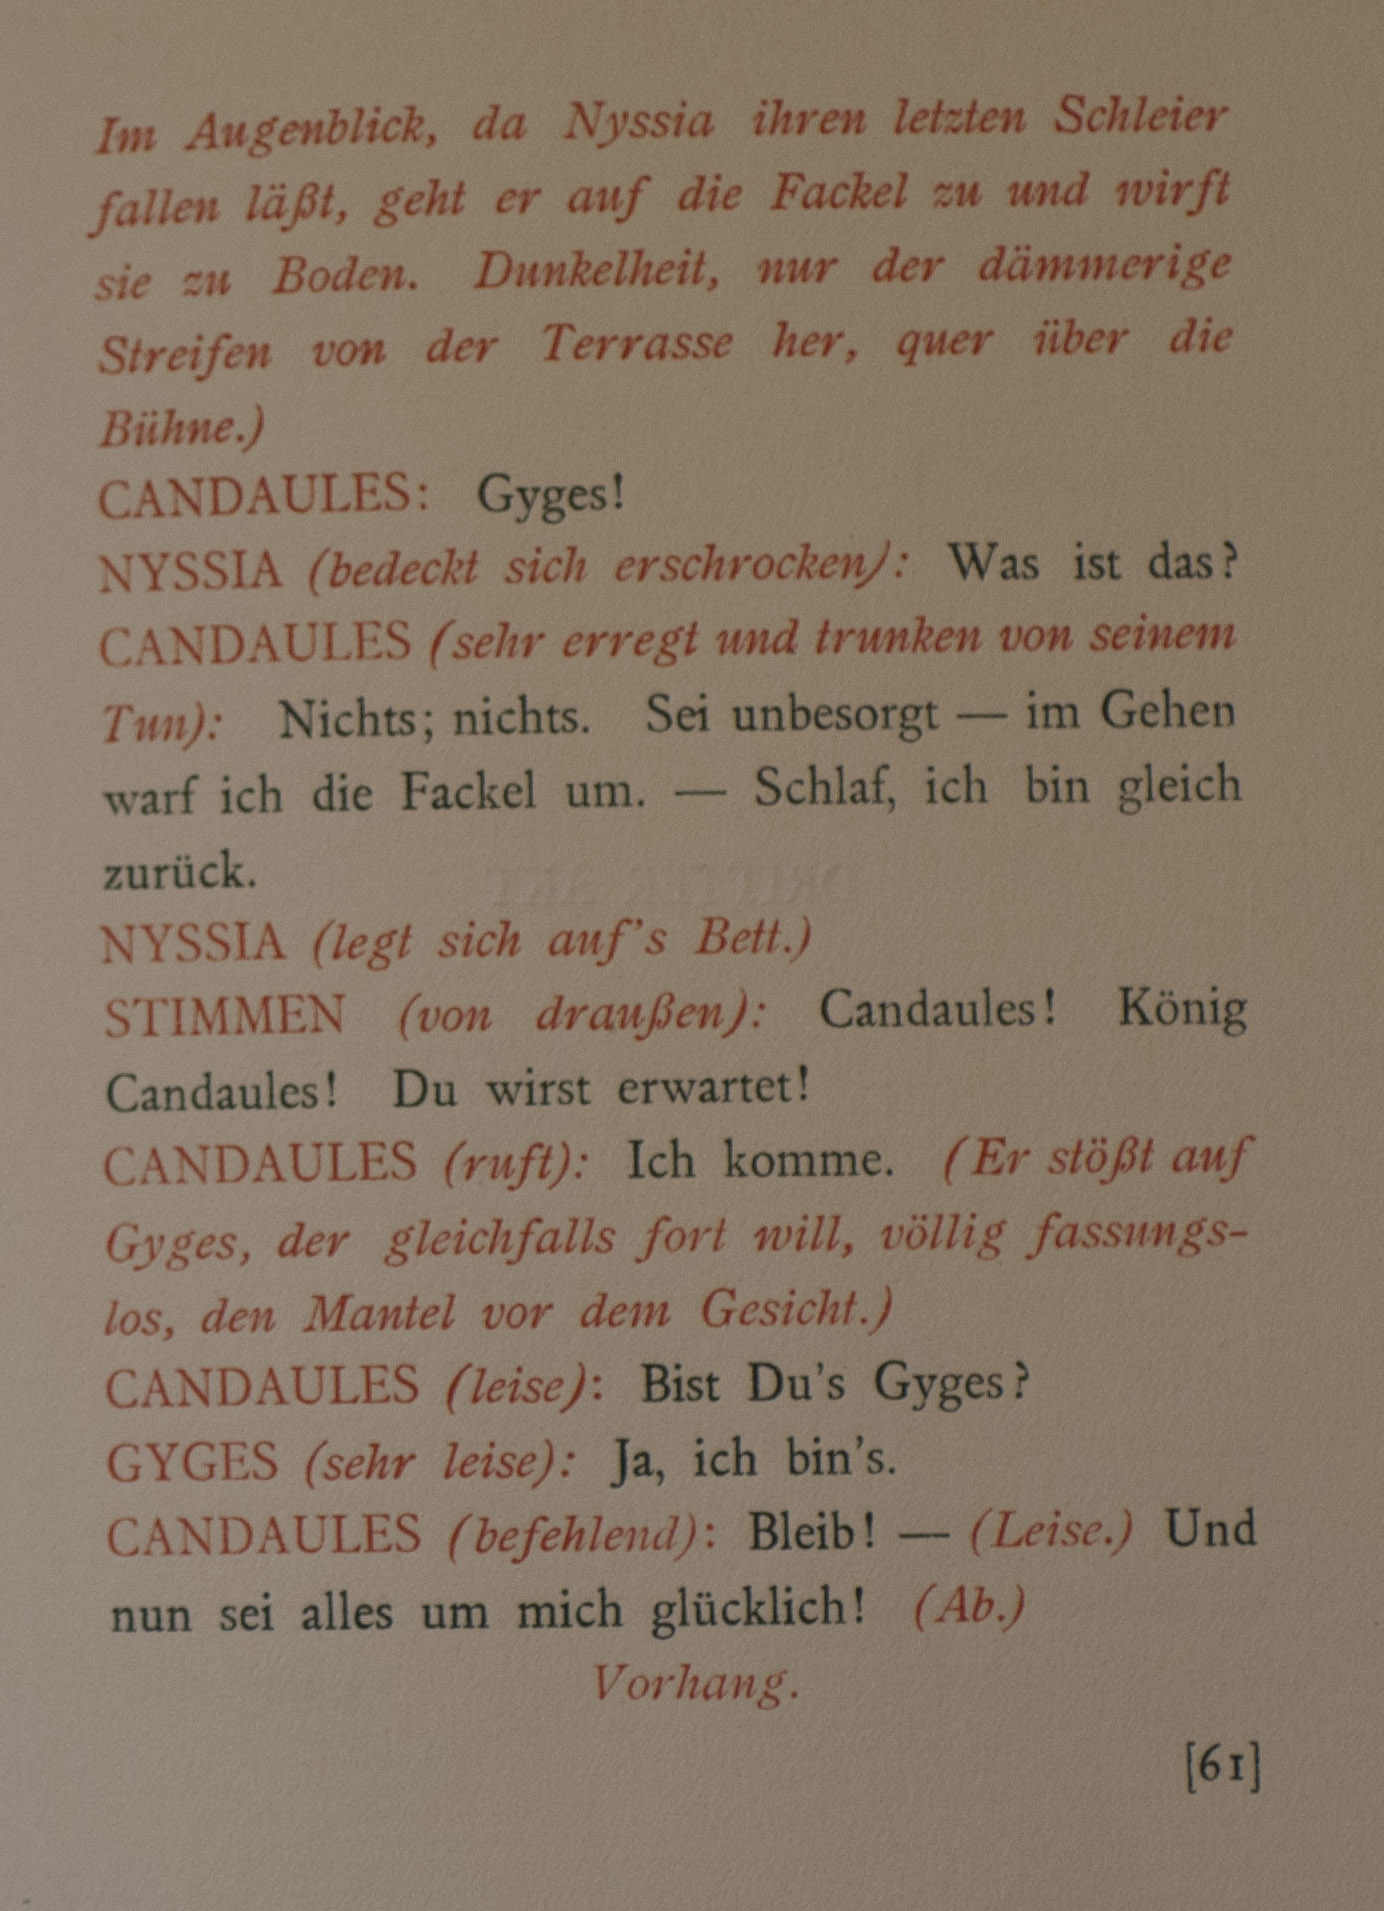 Im Augenblick, da Nyssia ihren letzten Schleier
fallen läßt, geht er auf die Fackel zu und wirft
sie zu Boden. Dunkelheit, nur der dämmerige
Streifen von der Terrasse her, quer über die
Bühne.)
CANDAULES: Gyges!
NYSSIA (bedeckt sich erschrocken): Was ist das?
CANDAULES (sehr erregt und trunken von seinem
Tun): Nichts; nichts. Sei unbesorgt — im Gehen
warf ich die Fackel um. — Schlaf, ich bin gleich
zurück.
NYSSIA (legt sich auf's Bett.)
STIMMEN (von draußen): Candaules! König
Candaules! Du wirst erwartet!
CANDAULES (ruft): Ich komme. (Er stößt auf
Gyges, der gleichfalls fort will, völlig fassungs-
los, den Mantel vor dem Gesicht.)
CANDAULES (leise): Bist Du's Gyges?
GYGES (sehr leise): Ja, ich bin's.
CANDAULES (befehlend): Bleib! — (Leise.) Und
nun sei alles um mich glücklich! (Ab.)
Vorhang.
[61]